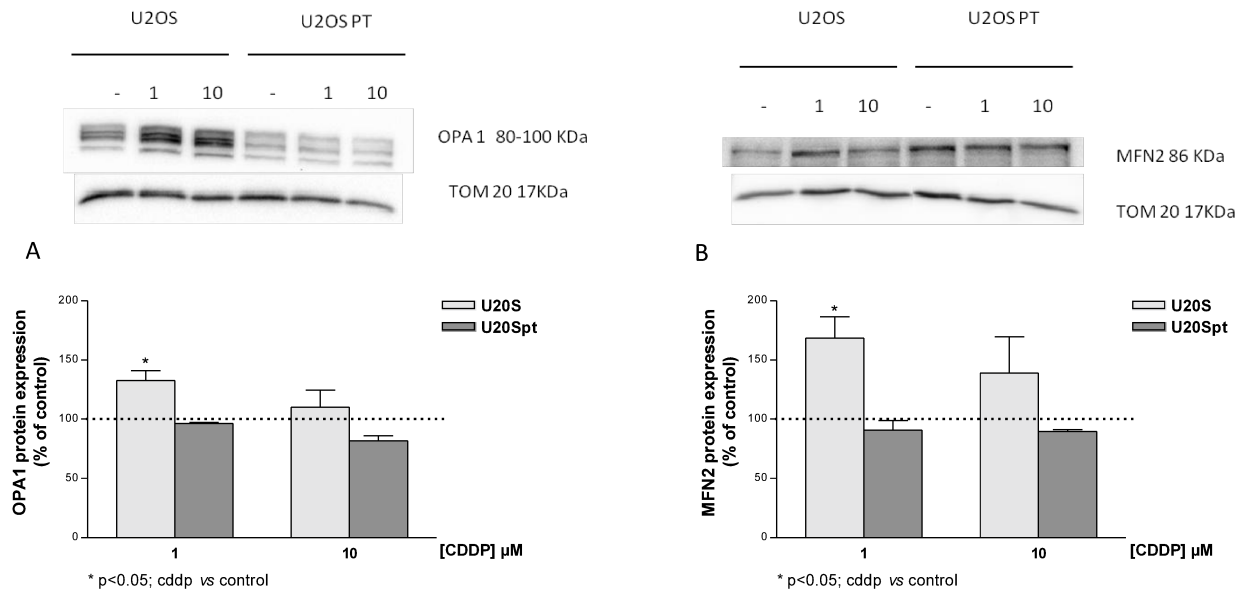 U2OS U2OS PT
- 1 10 - 1 10
OPA 1 80-100 KDa
TOM 20 17KDa
A
200
150
100
50
0
OPA1 protein expression
(% of control)
*
U20S
U20Spt
1 10 [CDDP] µM
* p<0.05; cddp vs control
U2OS U2OS PT
- 1 10 - 1 10
MFN2 86 KDa
TOM 20 17KDa
B
200
150
100
50
0
MFN2 protein expression
(% of control)
*
U20S
U20Spt
1 10 [CDDP] µM
* p<0.05; cddp vs control